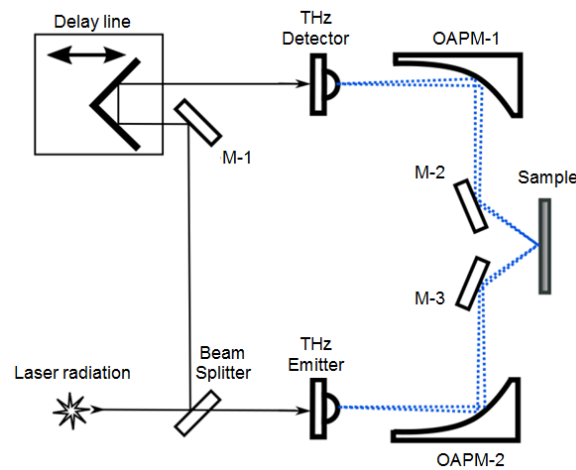 Delay line
THz
Detector
OAPM-1
M-1
M-2
Sample
M-3
Beam
Splitter
THz
Emitter
Laser radiation
OAPM-2